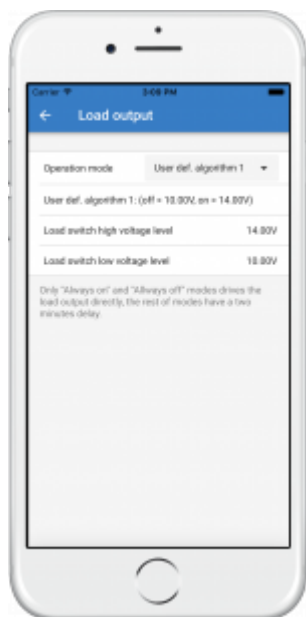 Carrier 3:09 PM
Load output
Operation mode User def. algorithm 1
User def. algorithm 1: (off = 10.00V, on = 14.00V)
Load switch high voltage level 14.00V
Load switch low voltage level 10.00V
Only "Always on" and "Allways off" modes drives the
load output directly, the rest of modes have a two
minutes delay.